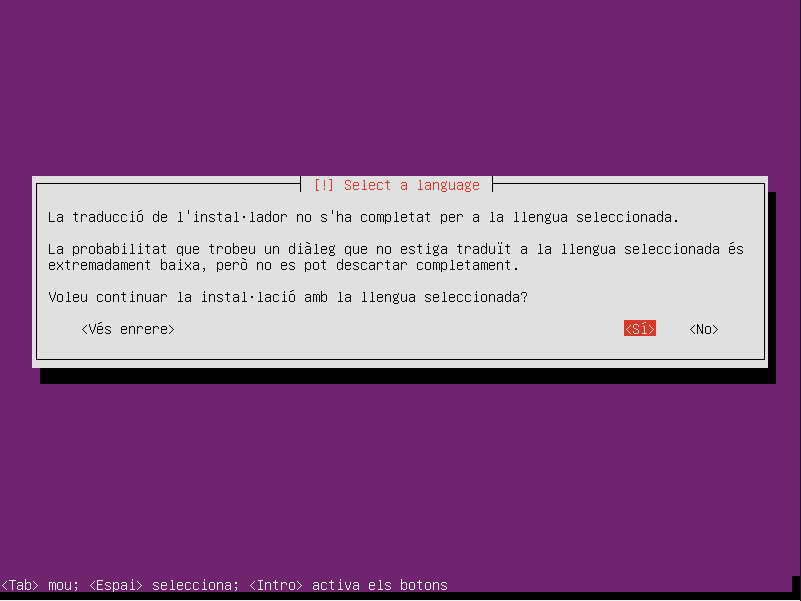 [!] Select a language
La traducció de l'instal·lador no s'ha completat per a la llengua seleccionada.
La probabilitat que trobeu un diàleg que no estiga traduït a la llengua seleccionada és
extremadament baixa, però no es pot descartar completament.
Voleu continuar la instal·lació amb la llengua seleccionada?
<Vés enrere> <Sí> <No>
<Tab> mou; <Espai> selecciona; <Intro> activa els botons